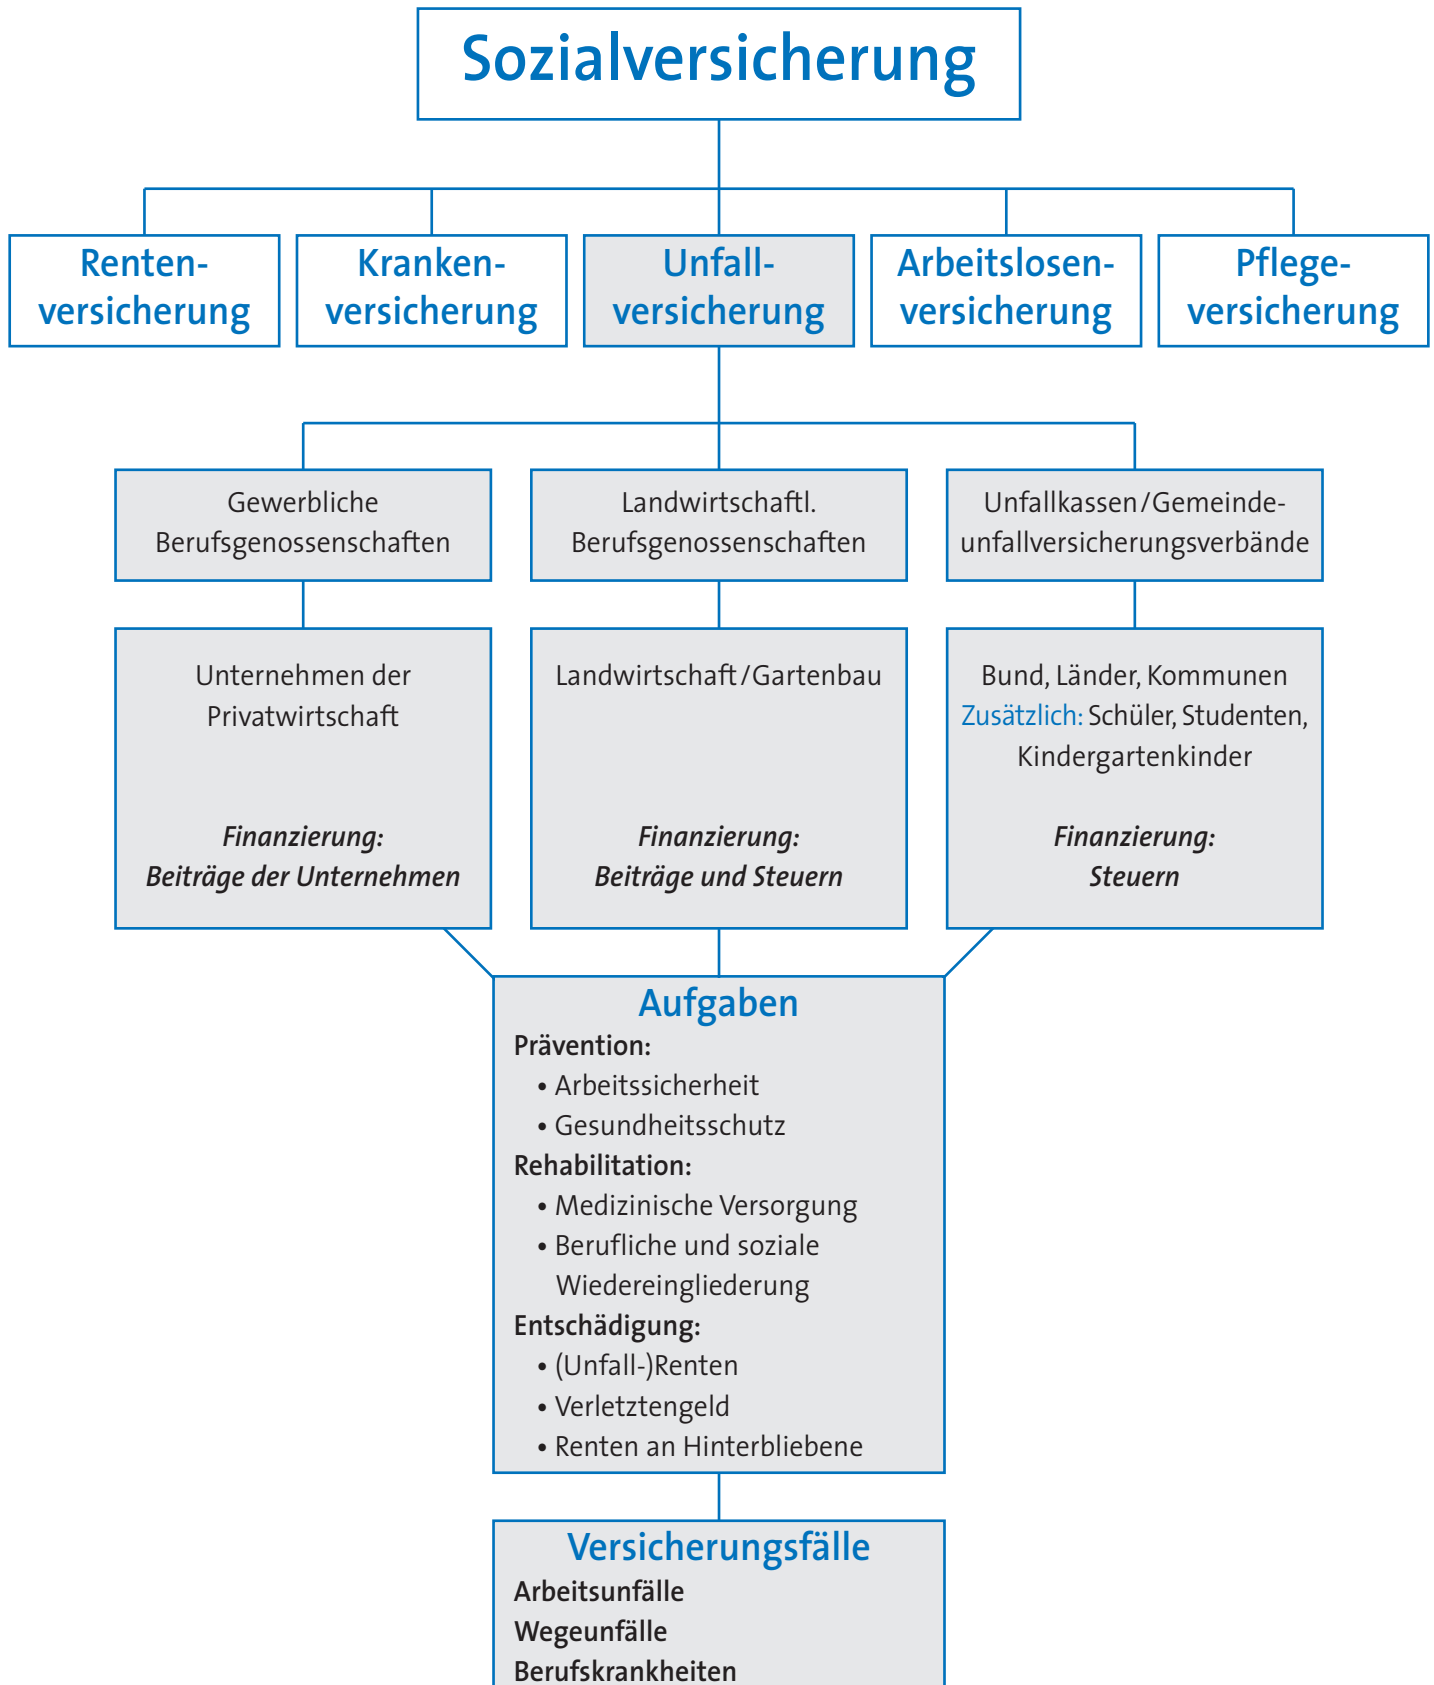 Sozialversicherung
Renten-
versicherung
Kranken-
versicherung
Unfall-
versicherung
Arbeitslosen-
versicherung
Pflege-
versicherung
Gewerbliche
Berufsgenossenschaften
Landwirtschaftl.
Berufsgenossenschaften
Unfallkassen/Gemeinde-
unfallversicherungsverbände
Unternehmen der
Privatwirtschaft
Finanzierung:
Beiträge der Unternehmen
Landwirtschaft/Gartenbau
Finanzierung:
Beiträge und Steuern
Bund, Länder, Kommunen
Zusätzlich: Schüler, Studenten,
Kindergartenkinder
Finanzierung:
Steuern
Aufgaben
Prävention:
• Arbeitssicherheit
• Gesundheitsschutz
Rehabilitation:
• Medizinische Versorgung
• Berufliche und soziale
Wiedereingliederung
Entschädigung:
• (Unfall-)Renten
• Verletztengeld
• Renten an Hinterbliebene
Versicherungsfälle
Arbeitsunfälle
Wegeunfälle
Berufskrankheiten